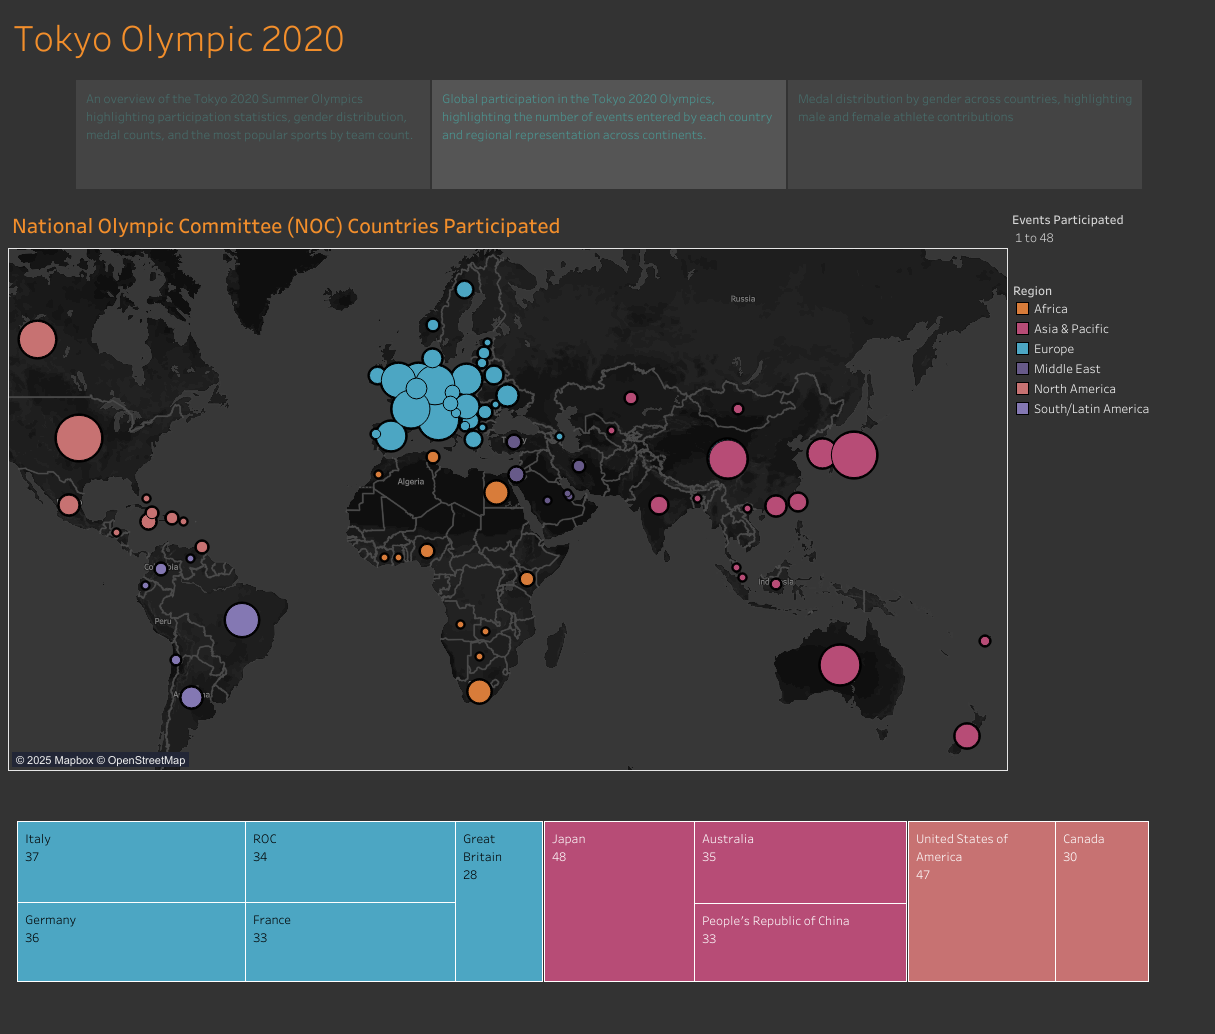 Tokyo Olympic 2020
An overview of the Tokyo 2020 Summer Olympics
highlighting participation statistics, gender distribution,
medal counts, and the most popular sports by team count.
Global participation in the Tokyo 2020 Olympics,
highlighting the number of events entered by each country
and regional representation across continents.
Medal distribution by gender across countries, highlighting
male and female athlete contributions
National Olympic Committee (NOC) Countries Participated
Events Participated
1 to 48
Region
Africa
Asia & Pacific
Europe
Middle East
North America
South/Latin America
Russia
Algeria
Peru
© 2025 Mapbox © OpenStreetMap
Italy
37
ROC
34
Great
Britain
28
Germany
36
France
33
Japan
48
Australia
35
People's Republic of China
33
United States of
America
47
Canada
30